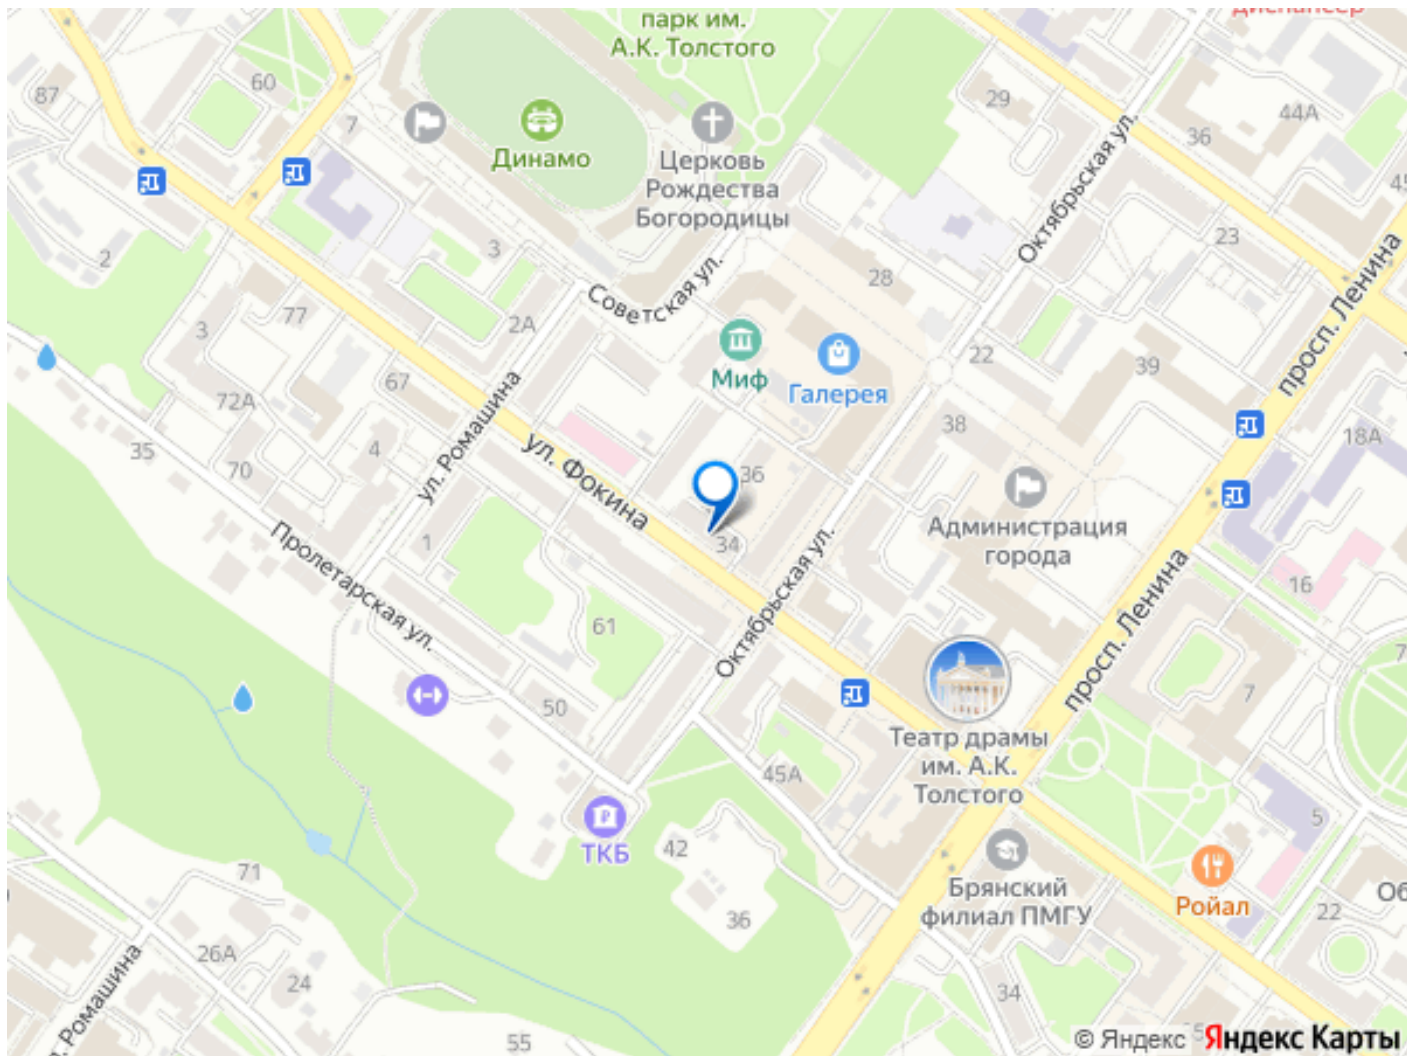 парк им.
А.К. Толстого
60
87
7
Динамо
Церковь
Рождества
Богородицы
29
44А
36
45
Октябрьская ул.
23
2
3
28
Советская ул.
77
2А
3
Миф
Галерея
22
39
просп. Ленина
67
72А
ул. Ромашина
38
18А
35
70
4
ул. Фокина
36
Администрация
города
1
34
Пролетарская ул.
Октябрьская ул.
16
просп. Ленина
61
7
50
Театр драмы
им. А.К.
Толстого
45А
5
ТКБ
42
71
Брянский
филиал ПМГУ
Ройал
Об
22
36
26А
24
л. Ромашина
34
55
© Яндекс Яндекс Карты